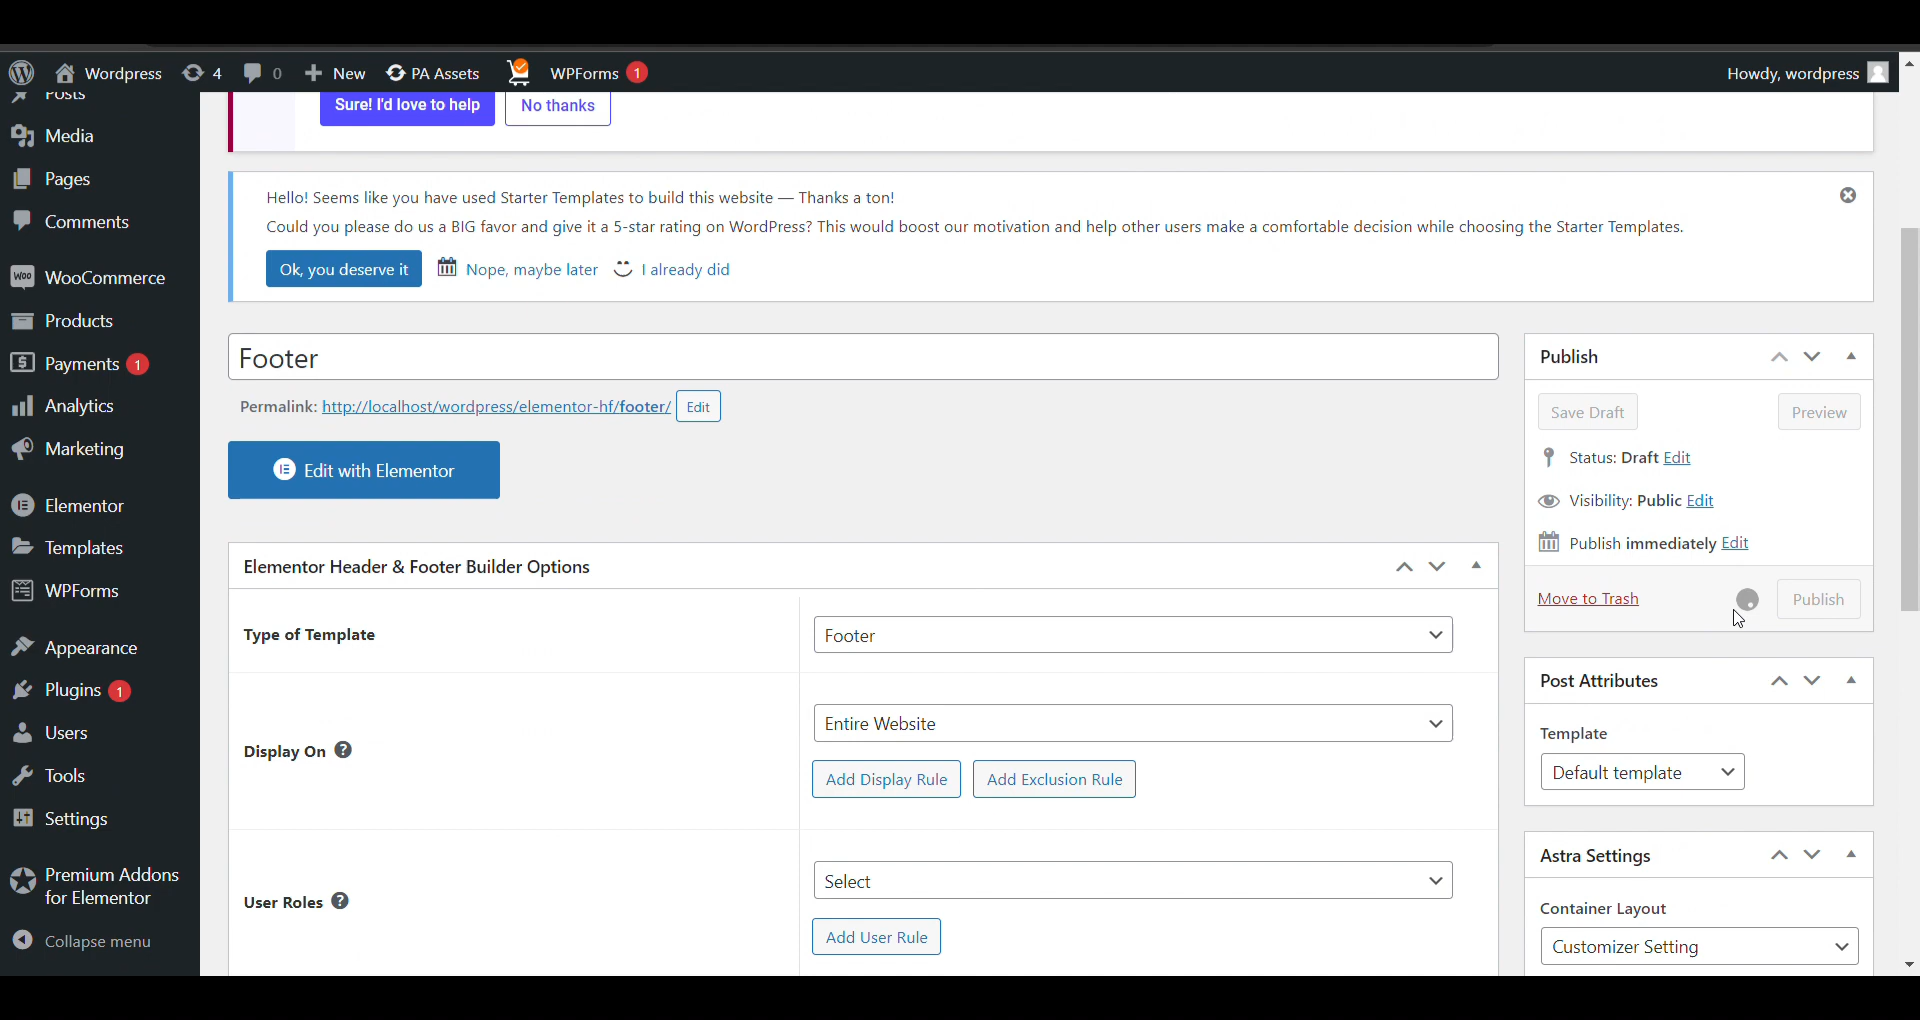 Wordpress 4 0 New PA Assets WPForms 1 Howdy, wordpress
Posts
Media
Pages
Comments
WooCommerce
Products
Payments 1
Analytics
Marketing
Elementor
Templates
WPForms
Appearance
Plugins 1
Users
Tools
Settings
Premium Addons
for Elementor
Collapse menu
Sure! I'd love to help No thanks
Hello! Seems like you have used Starter Templates to build this website — Thanks a ton!
Could you please do us a BIG favor and give it a 5-star rating on WordPress? This would boost our motivation and help other users make a comfortable decision while choosing the Starter Templates.
Ok, you deserve it Nope, maybe later I already did
Footer
Permalink: http://localhost/wordpress/elementor-hf/footer/ Edit
Edit with Elementor
Elementor Header & Footer Builder Options
Type of Template Footer
Display On Entire Website
Add Display Rule Add Exclusion Rule
User Roles Select
Add User Rule
Publish
Save Draft Preview
Status: Draft Edit
Visibility: Public Edit
Publish immediately Edit
Move to Trash Publish
Post Attributes
Template
Default template
Astra Settings
Container Layout
Customizer Setting